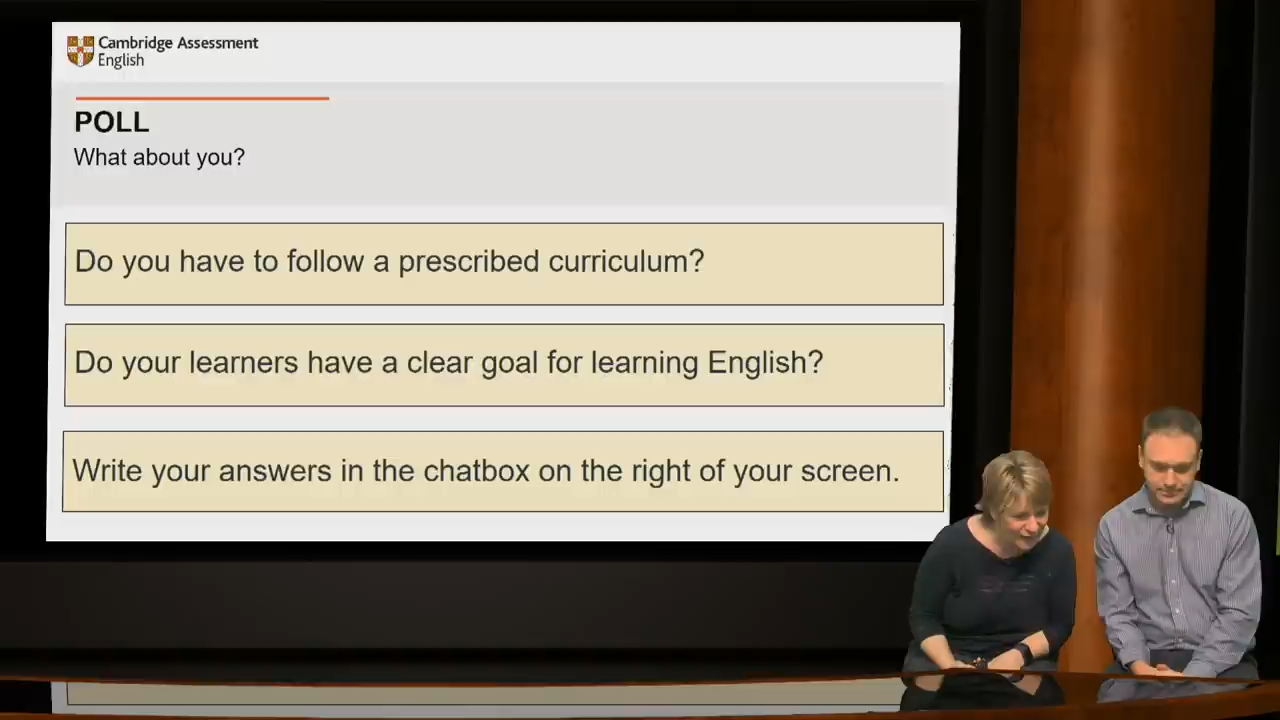 Cambridge Assessment
English
POLL
What about you?
Do you have to follow a prescribed curriculum?
Do your learners have a clear goal for learning English?
Write your answers in the chatbox on the right of your screen.